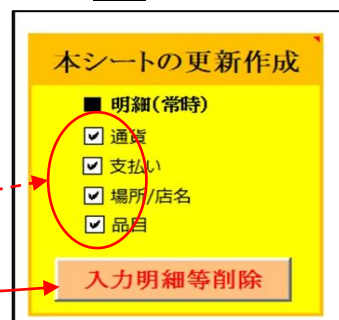 本シートの更新作成
■ 明細(常時)
通貨
支払い
場所/店名
品目
入力明細等削除